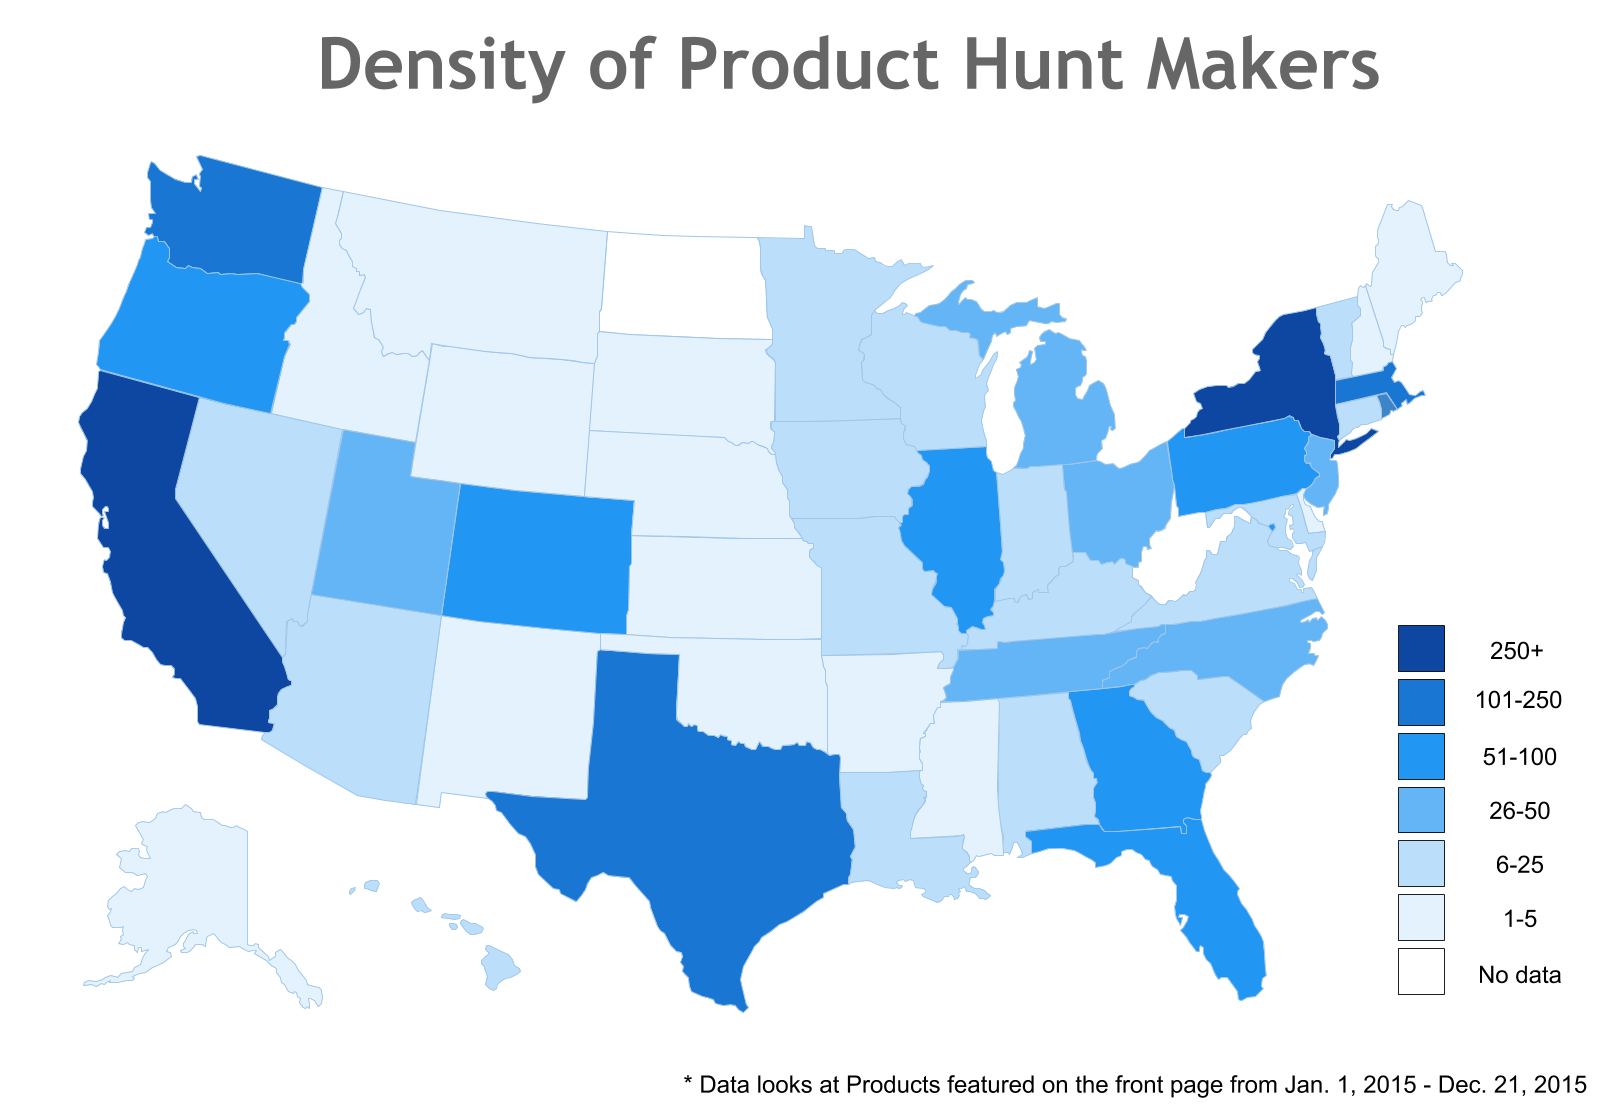 Density of Product Hunt Makers
250+
101-250
51-100
26-50
6-25
1-5
No data
* Data looks at Products featured on the front page from Jan. 1, 2015 - Dec. 21, 2015